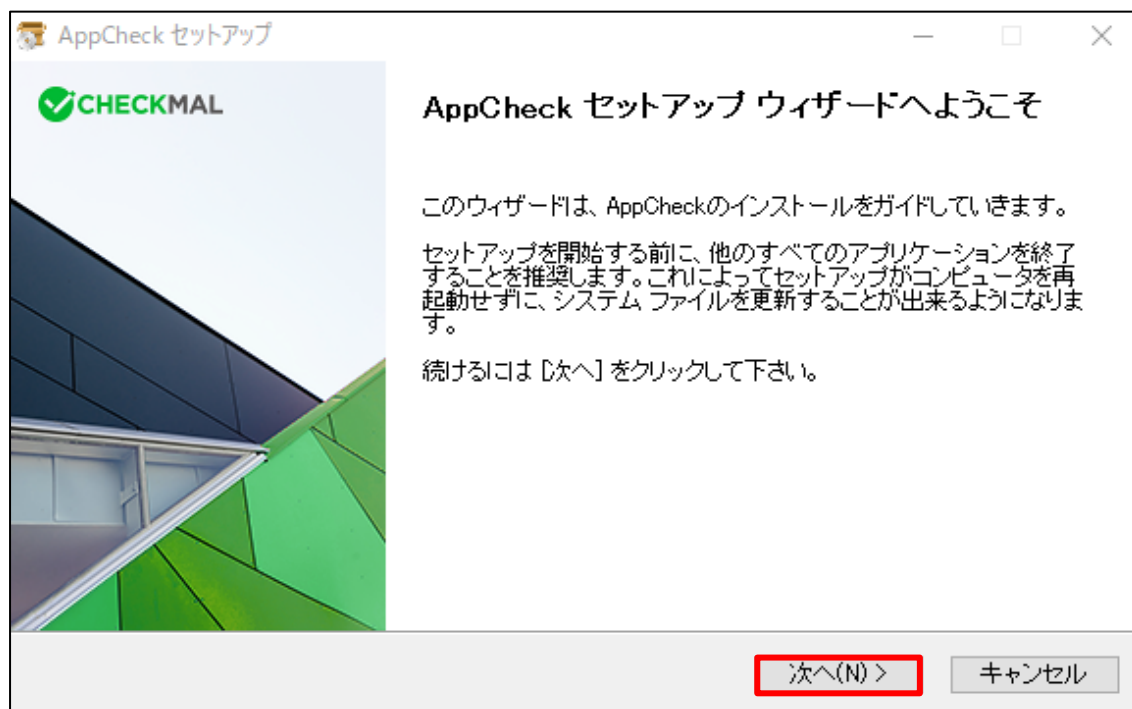 AppCheck セットアップ
CHECKMAL
AppCheck セットアップ ウィザードへようこそ
このウィザードは、AppCheckのインストールをガイドしていきます。
セットアップを開始する前に、他のすべてのアプリケーションを終了
することを推奨します。これによってセットアップがコンピュータを再
起動せずに、システム ファイルを更新することが出来るようになりま
す。
続けるには [次へ] をクリックして下さい。
次へ(N) >
キャンセル